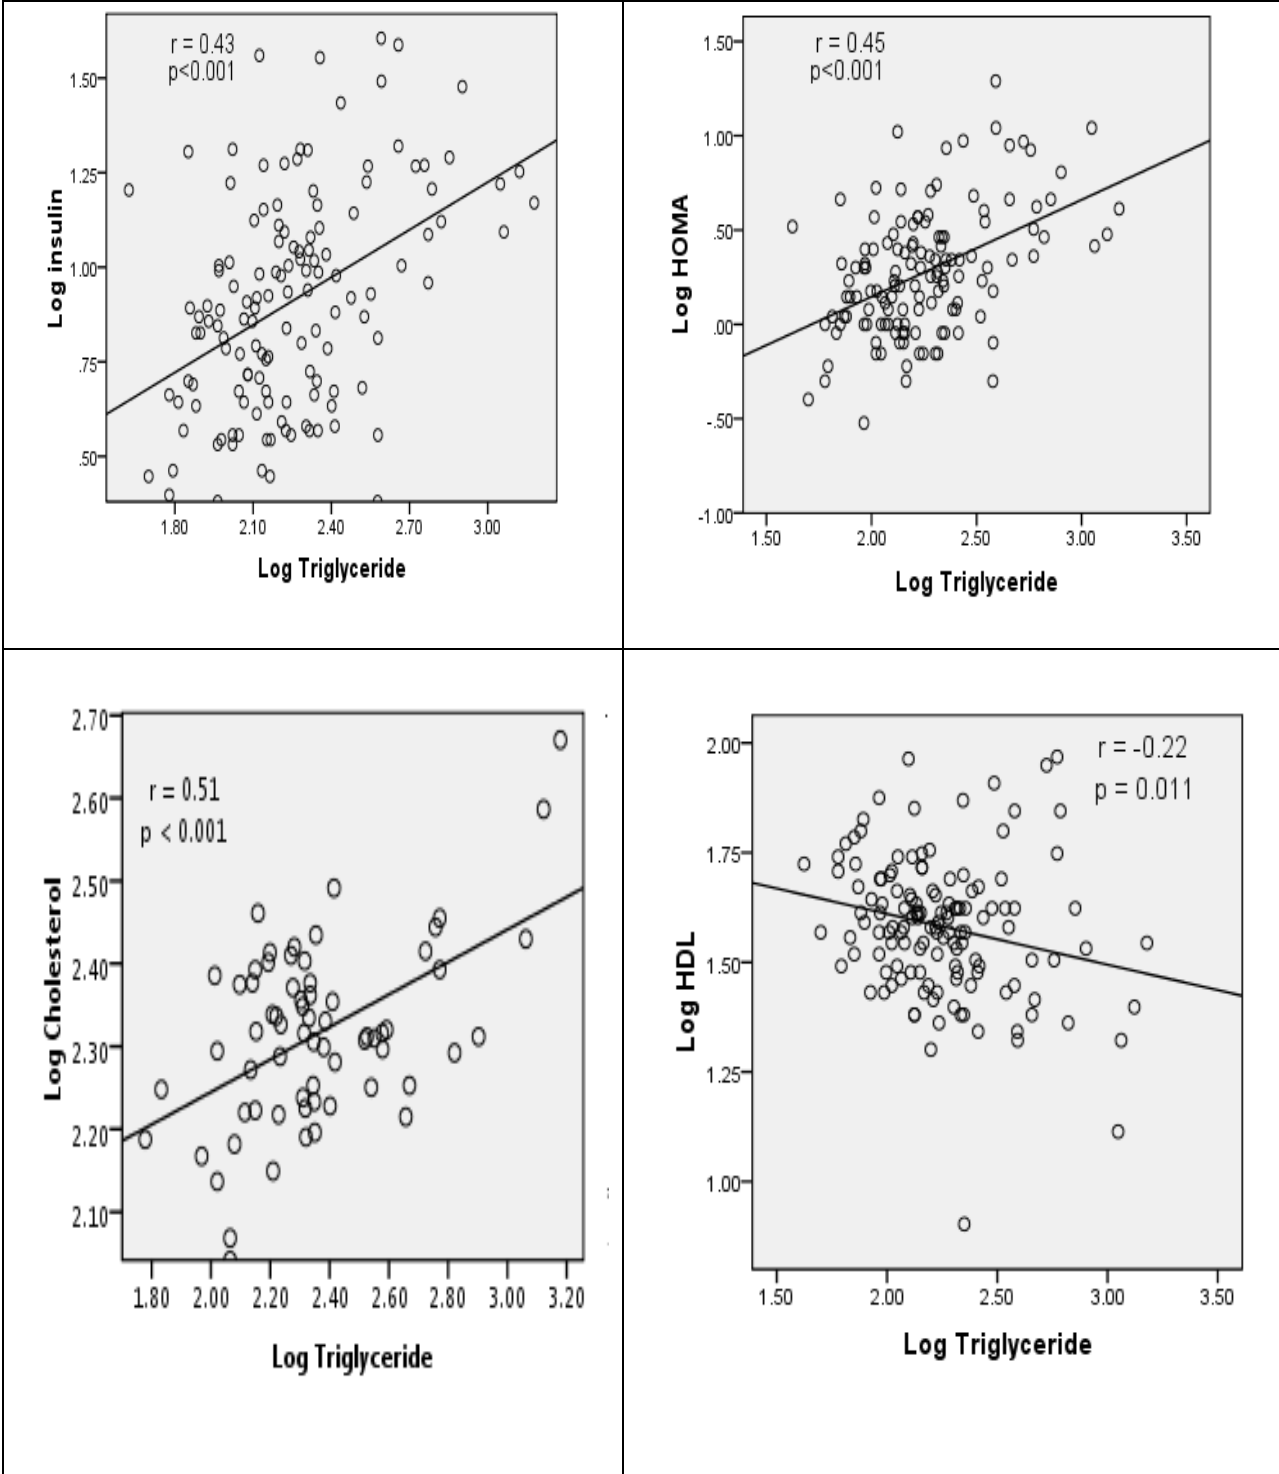 r = 0.43
p<0.001
Log insulin
1.50
1.25
1.00
.75
.50
1.80 2.10 2.40 2.70 3.00
Log Triglyceride
r = 0.45
p<0.001
Log HOMA
1.50
1.00
.50
.00
-.50
-1.00
1.50 2.00 2.50 3.00 3.50
Log Triglyceride
r = 0.51
p < 0.001
Log Cholesterol
2.70
2.60
2.50
2.40
2.30
2.20
2.10
1.80 2.00 2.20 2.40 2.60 2.80 3.00 3.20
Log Triglyceride
r = -0.22
p = 0.011
Log HDL
2.00
1.75
1.50
1.25
1.00
1.50 2.00 2.50 3.00 3.50
Log Triglyceride